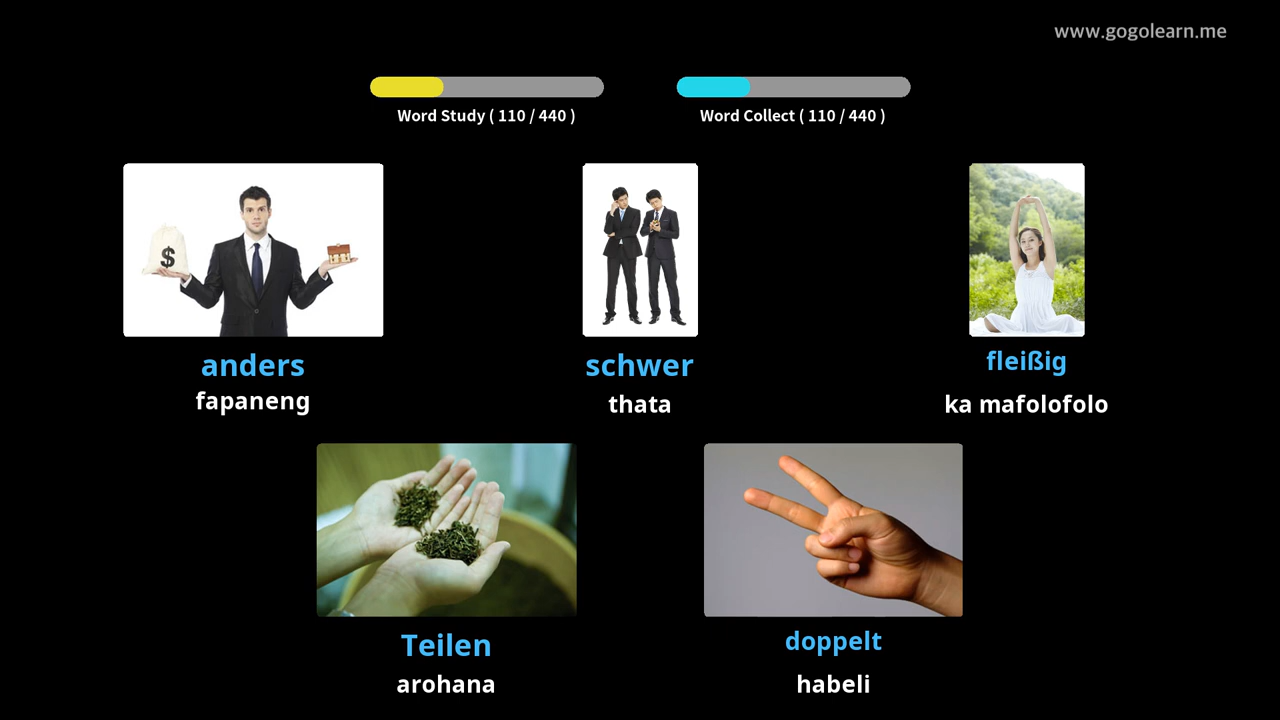 www.gogolearn.me
Word Study ( 110 / 440 )
Word Collect ( 110 / 440 )
$
anders
fapaneng
schwer
thata
fleißig
ka mafolofolo
Teilen
arohana
doppelt
habeli